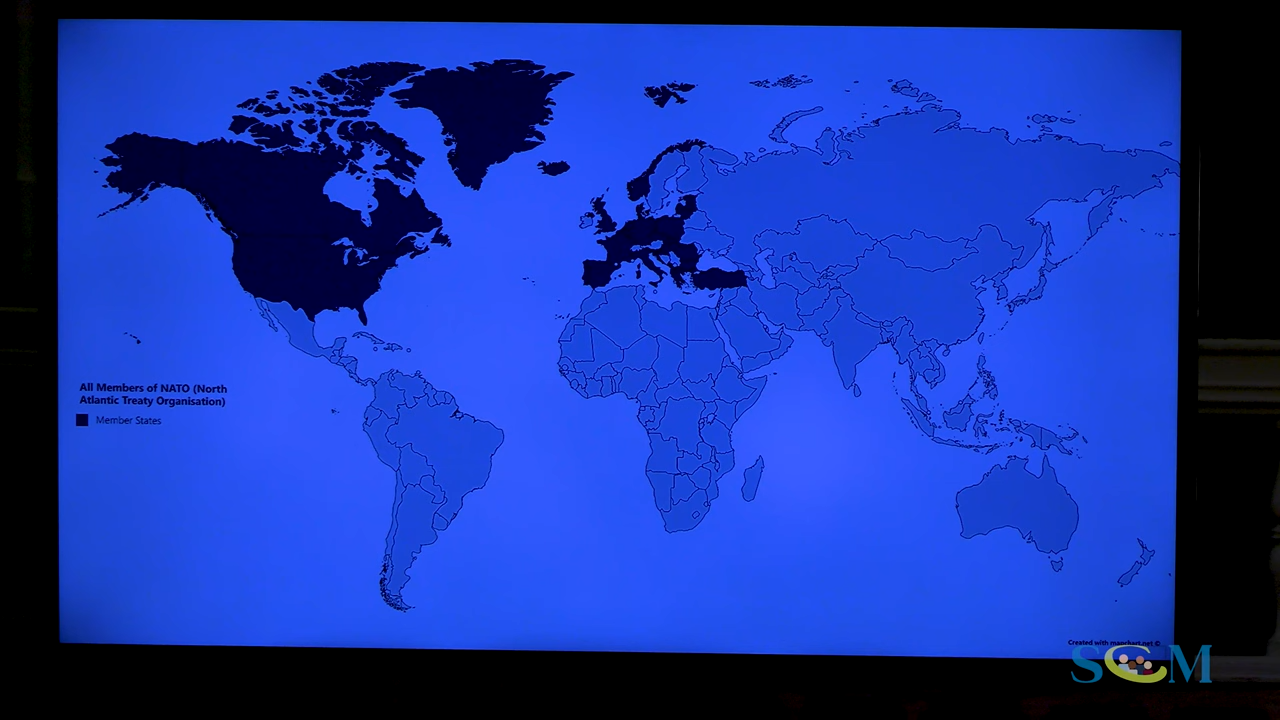 All Members of NATO (North
Atlantic Treaty Organisation)
Member States
Created with mapchart.net ©
SCM